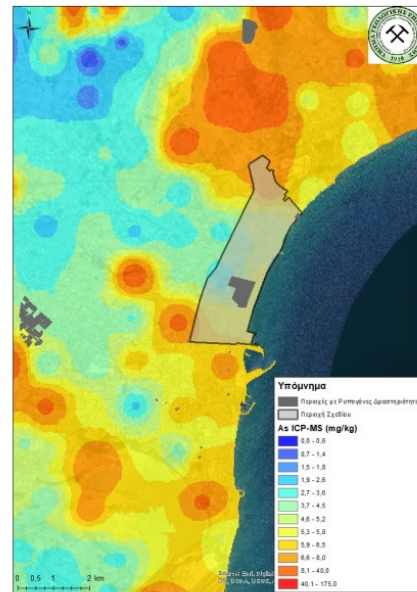 Υπόμνημα
Περιοχές με Ρυπογόνες Δραστηριότητες
Περιοχή Σχεδίου
As ICP-MS (mg/kg)
0,0 - 0,6
0,7 - 1,4
1,5 - 1,8
1,9 - 2,6
2,7 - 3,6
3,7 - 4,5
4,6 - 5,2
5,3 - 5,8
5,9 - 6,5
6,6 - 8,0
8,1 - 40,0
40,1 - 175,0
0 0,5 1 2 km